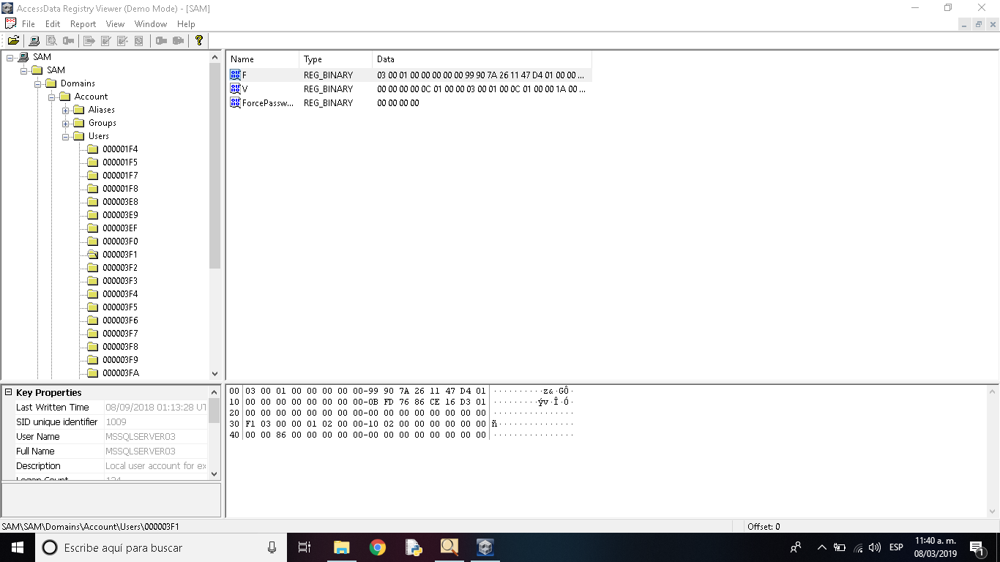 AccessData Registry Viewer (Demo Mode) - [SAM]
File Edit Report View Window Help
SAM
SAM
Domains
Account
Aliases
Groups
Users
000001F4
000001F5
000001F7
000001F8
000003E8
000003E9
000003EF
000003F0
000003F1
000003F2
000003F3
000003F4
000003F5
000003F6
000003F7
000003F8
000003F9
000003FA
Name Type Data
F REG_BINARY 03 00 01 00 00 00 00 00 99 90 7A 26 11 47 D4 01 00 00 ...
V REG_BINARY 00 00 00 00 0C 01 00 00 03 00 01 00 0C 01 00 00 1A 00 ...
ForcePassw... REG_BINARY 00 00 00 00
Key Properties
Last Written Time 08/09/2018 01:13:28 UT
SID unique identifier 1009
User Name MSSQLSERVER03
Full Name MSSQLSERVER03
Description Local user account for ex
Logon Count 124
00 03 00 01 00 00 00 00 00-99 90 7A 26 11 47 D4 01 ··········z&·GÔ·
10 00 00 00 00 00 00 00 00-0B FD 76 86 CE 16 D3 01 ·········ýv·Î·Ó·
20 00 00 00 00 00 00 00 00-00 00 00 00 00 00 00 00 ················
30 F1 03 00 00 01 02 00 00-10 02 00 00 00 00 00 00 ñ···············
40 00 00 86 00 00 00 00 00-00 00 00 00 00 00 00 00 ················
SAM\SAM\Domains\Account\Users\000003F1
Offset: 0
Escribe aquí para buscar
ESP
11:40 a. m.
08/03/2019
1